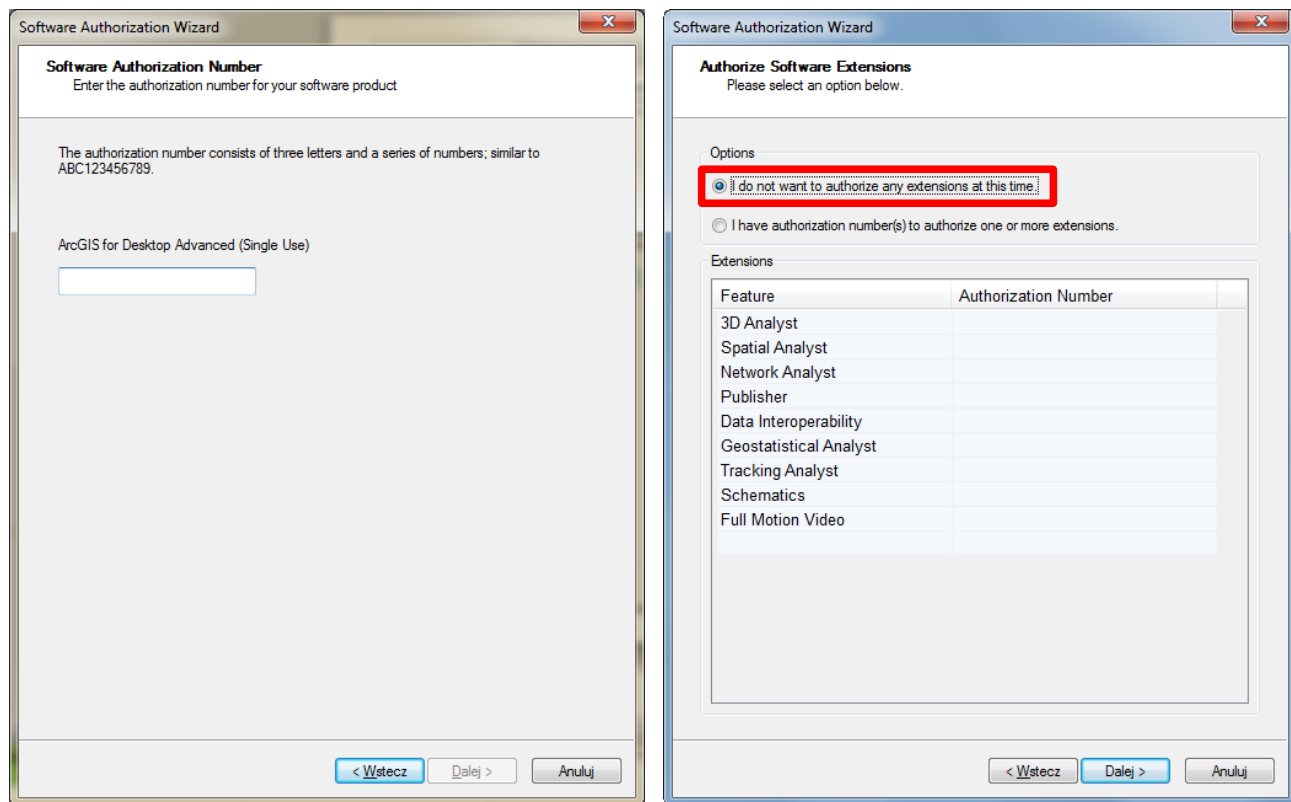 Software Authorization Wizard
Software Authorization Number
Enter the authorization number for your software product
The authorization number consists of three letters and a series of numbers; similar to
ABC123456789.
ArcGIS for Desktop Advanced (Single Use)
< Wstecz
Dalej >
Anuluj
Software Authorization Wizard
Authorize Software Extensions
Please select an option below.
Options
I do not want to authorize any extensions at this time.
I have authorization number(s) to authorize one or more extensions.
Extensions
Feature Authorization Number
3D Analyst
Spatial Analyst
Network Analyst
Publisher
Data Interoperability
Geostatistical Analyst
Tracking Analyst
Schematics
Full Motion Video
< Wstecz
Dalej >
Anuluj